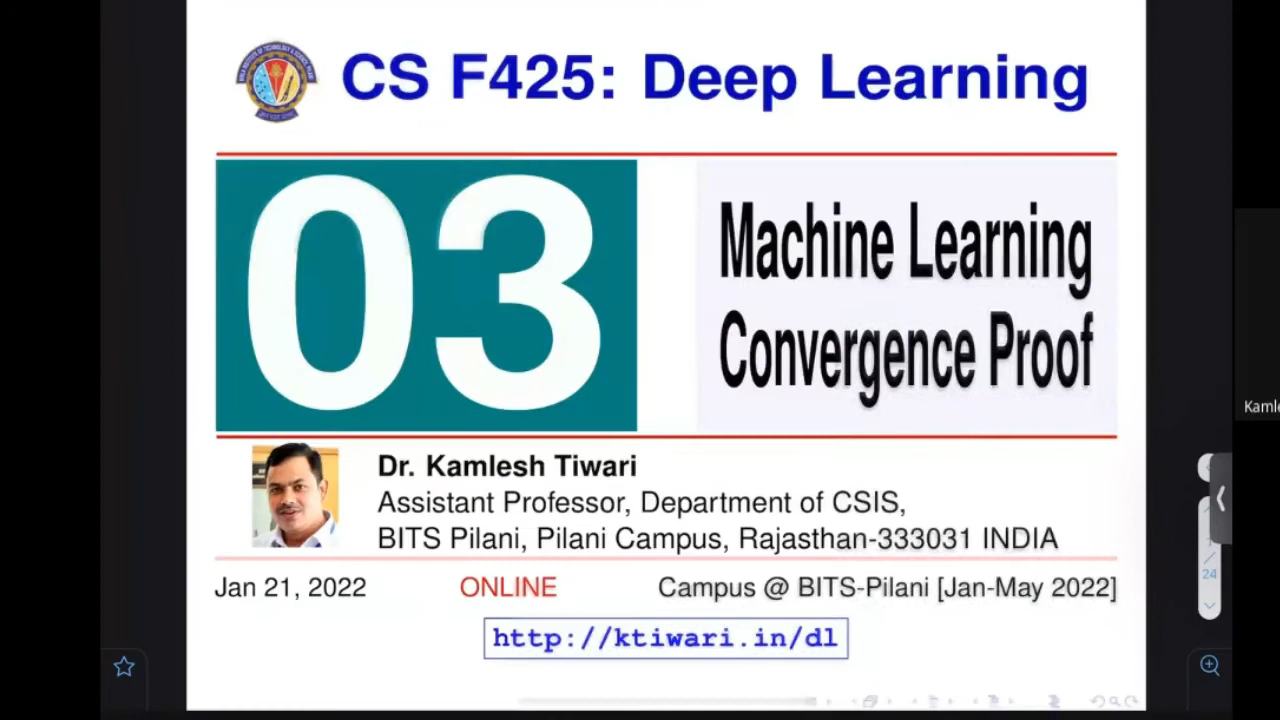 CS F425: Deep Learning
03
Machine Learning
Convergence Proof
Dr. Kamlesh Tiwari
Assistant Professor, Department of CSIS,
BITS Pilani, Pilani Campus, Rajasthan-333031 INDIA
Jan 21, 2022 ONLINE Campus @ BITS-Pilani [Jan-May 2022]
http://ktiwari.in/dl
Kamle
/
24